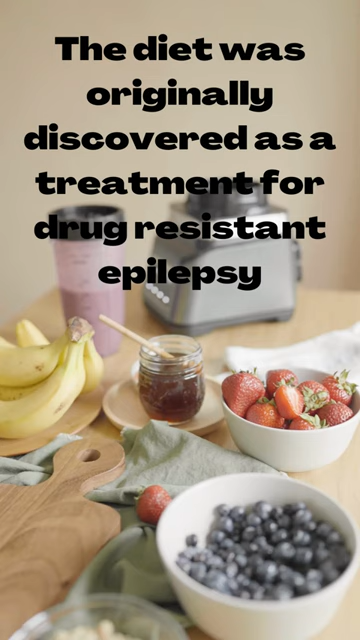 The diet was
originally
discovered as a
treatment for
drug resistant
epilepsy